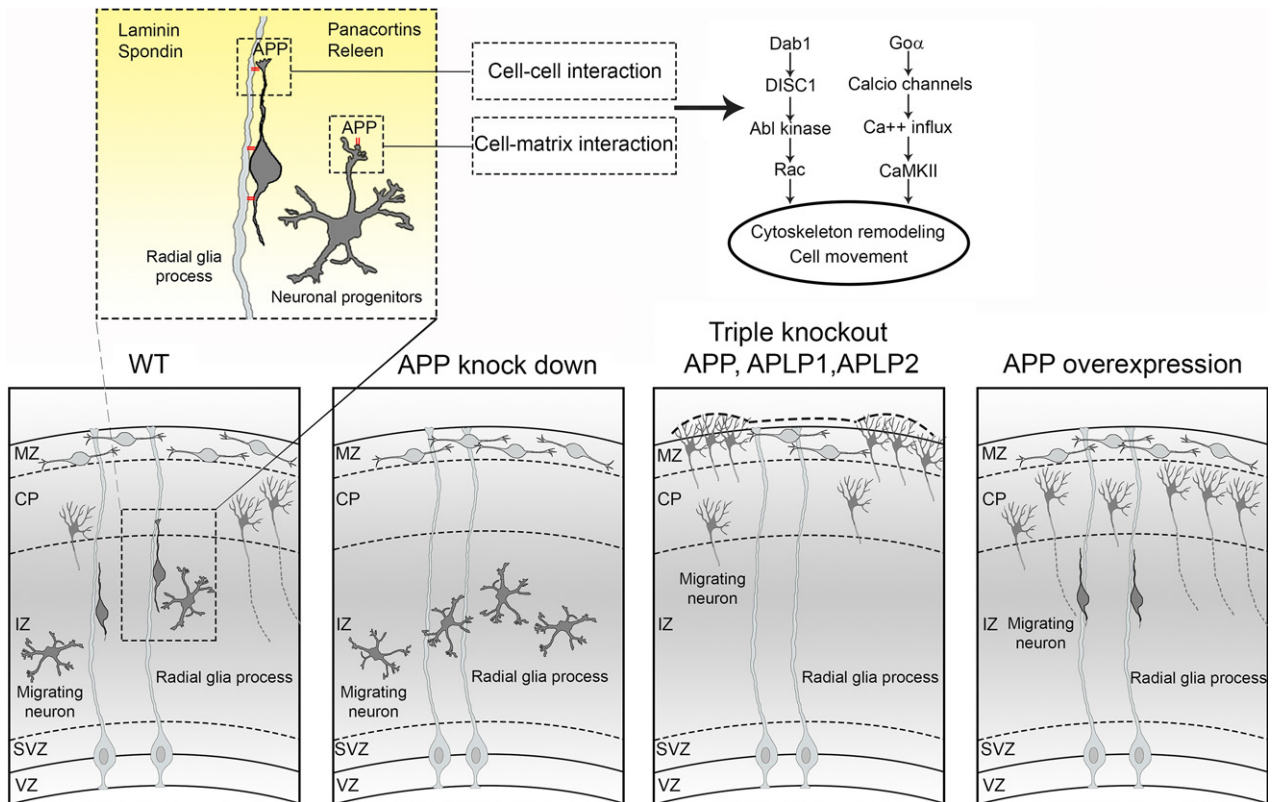 Laminin
Spondin
Panacortins
Releen
APP
APP
Radial glia
process
Neuronal progenitors
Cell-cell interaction
Cell-matrix interaction
Dab1
DISC1
Abl kinase
Rac
Goα
Calcio channels
Ca++ influx
CaMKII
Cytoskeleton remodeling
Cell movement
WT
MZ
CP
IZ
Migrating
neuron
Radial glia process
SVZ
VZ
APP knock down
MZ
CP
IZ
Migrating
neuron
Radial glia process
SVZ
VZ
Triple knockout
APP, APLP1,APLP2
MZ
CP
Migrating
neuron
IZ
Radial glia process
SVZ
VZ
APP overexpression
MZ
CP
IZ
Migrating
neuron
Radial glia process
SVZ
VZ